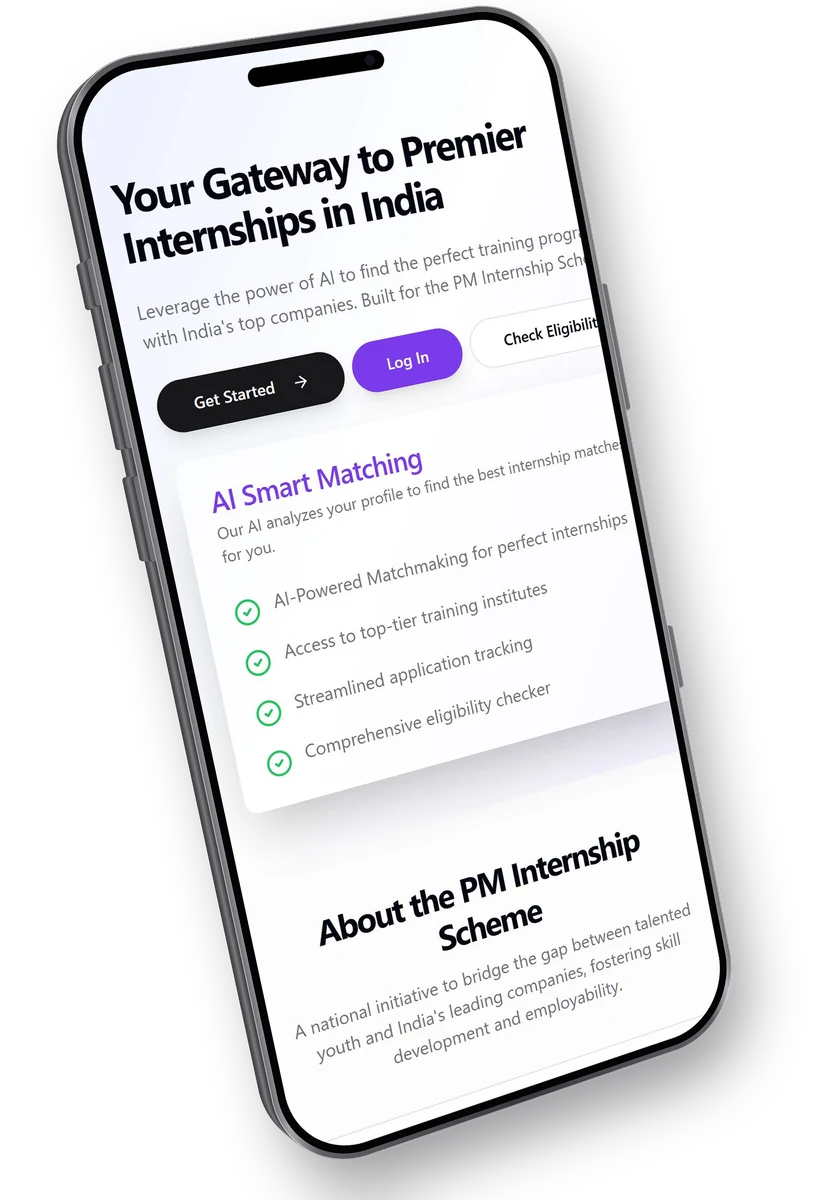 Your Gateway to Premier
Internships in India
Leverage the power of AI to find the perfect training
with India's top companies. Built for the PM Internship
Get Started
Log In
Check
AI Smart Matching
Our AI analyzes your profile to find the best internship matches
for you.
AI-Powered Matchmaking for perfect internships
Access to top-tier training institutes
Streamlined application tracking
Comprehensive eligibility checker
About the PM Internship
Scheme
A national initiative to bridge the gap between talented
youth and India's leading companies, fostering skill
development and employability.